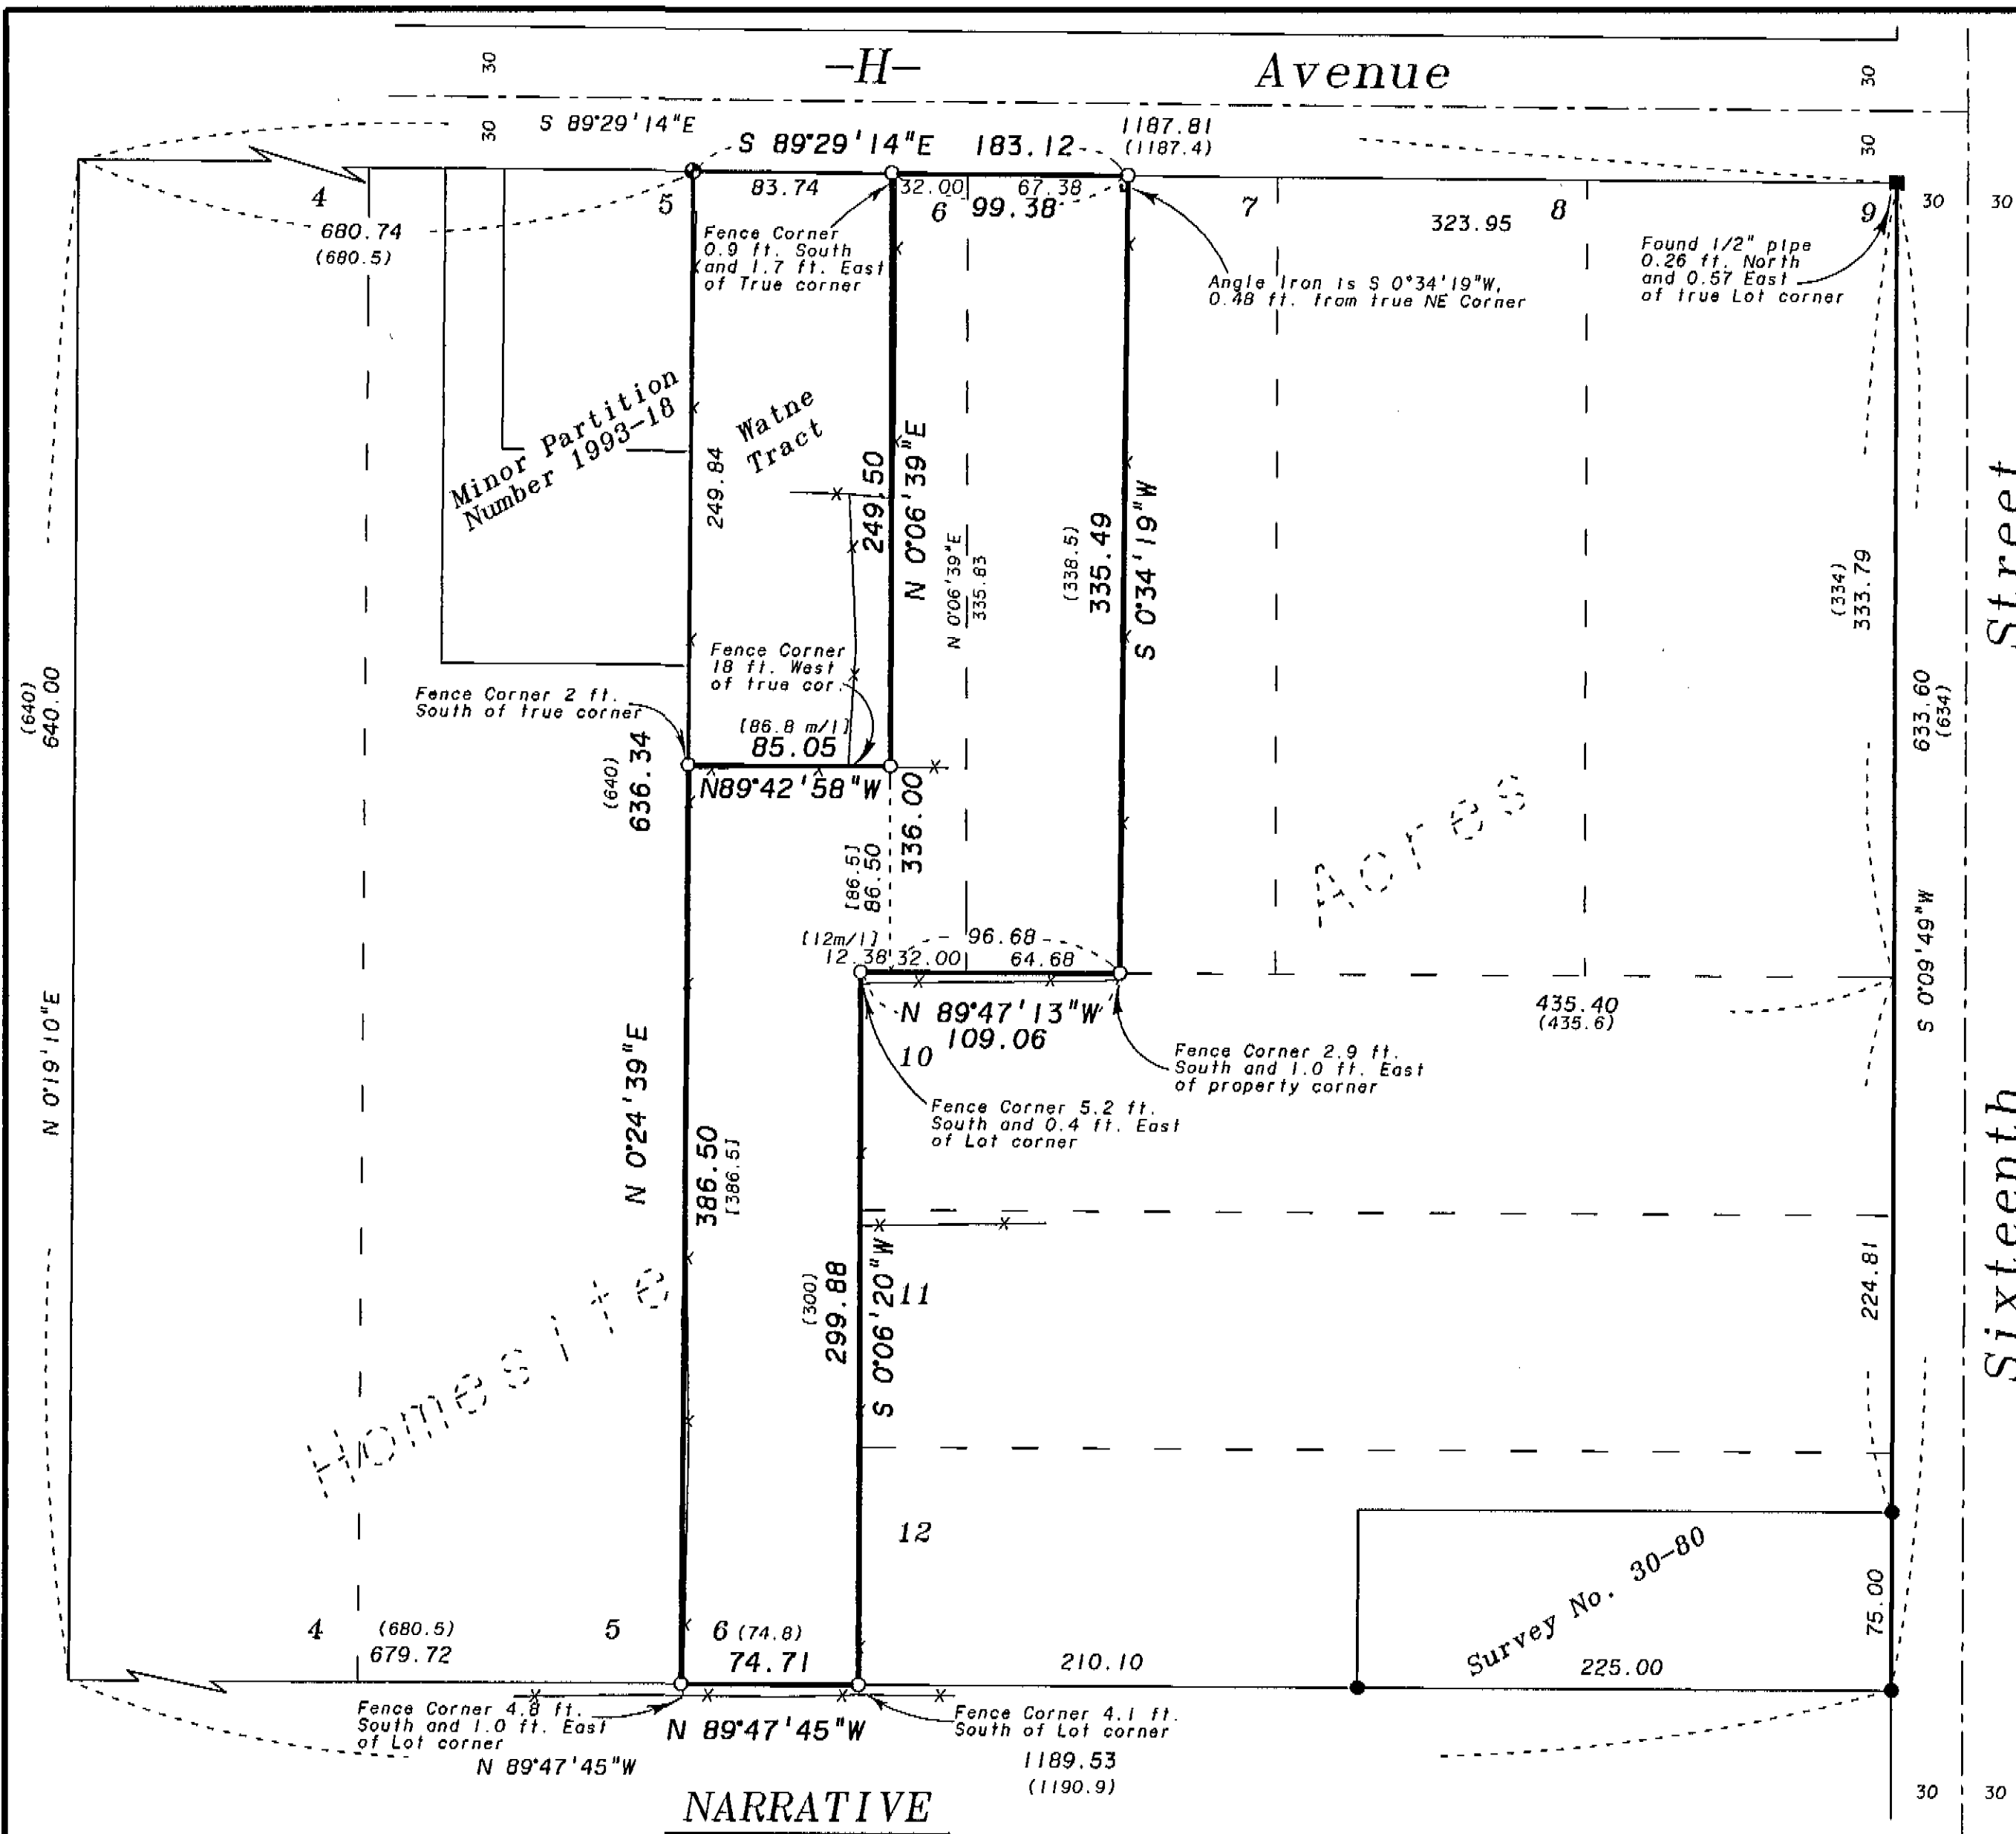 -H- Avenue
30
30
30
30
30
30
S 89°29'14"E
S 89°29'14"E 183.12
1187.81
(1187.4)
4
680.74
(680.5)
5
83.74
32.00
67.38
6
99.38
7
323.95
8
9
Fence Corner
0.9 ft. South
and 1.7 ft. East
of True corner
Angle Iron is S 0°34'19"W,
0.48 ft. from true NE Corner
Found 1/2" pipe
0.26 ft. North
and 0.57 East
of true Lot corner
Minor Partition
Number 1993-18
Watne
Tract
249.84
249.50
N 0°06'39"E
N 0°06'39"E
335.83
(338.5)
335.49
S 0°34'19"W
(334)
333.79
Street
Fence Corner
18 ft. West
of true cor.
Fence Corner 2 ft.
South of true corner
[86.8 m/l]
85.05
N89°42'58"W
(640)
640.00
(640)
636.34
336.00
[86.5]
86.50
633.60
(634)
Acres
[12m/l]
12.38
32.00
96.68
64.68
N 89°47'13"W
109.06
10
435.40
(435.6)
S 0°09'49"W
N 0°19'10"E
N 0°24'39"E
Fence Corner 2.9 ft.
South and 1.0 ft. East
of property corner
Fence Corner 5.2 ft.
South and 0.4 ft. East
of Lot corner
386.50
[386.5]
Homesite
(300)
299.88
S 0°06'20"W
11
224.81
Sixteenth
12
Survey No. 30-80
75.00
4
(680.5)
679.72
5
6
(74.8)
74.71
210.10
225.00
Fence Corner 4.8 ft.
South and 1.0 ft. East
of Lot corner
N 89°47'45"W
N 89°47'45"W
Fence Corner 4.1 ft.
South of Lot corner
1189.53
(1190.9)
30
30
NARRATIVE